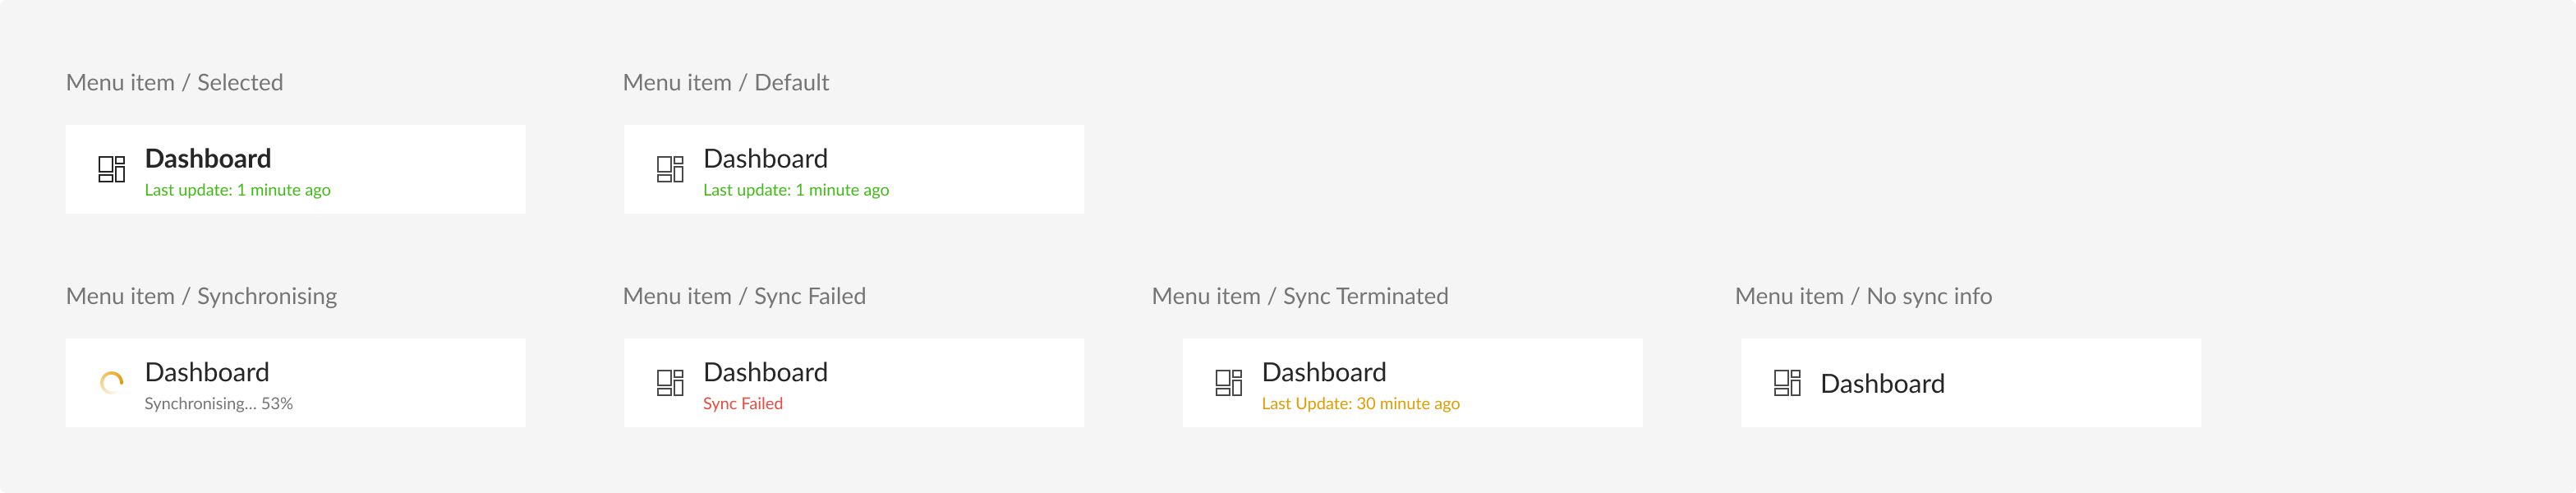 Menu item / Selected
Menu item / Default
Dashboard
Last update: 1 minute ago
Dashboard
Last update: 1 minute ago
Menu item / Synchronising
Menu item / Sync Failed
Menu item / Sync Terminated
Menu item / No sync info
Dashboard
Synchronising... 53%
Dashboard
Sync Failed
Dashboard
Last Update: 30 minute ago
Dashboard